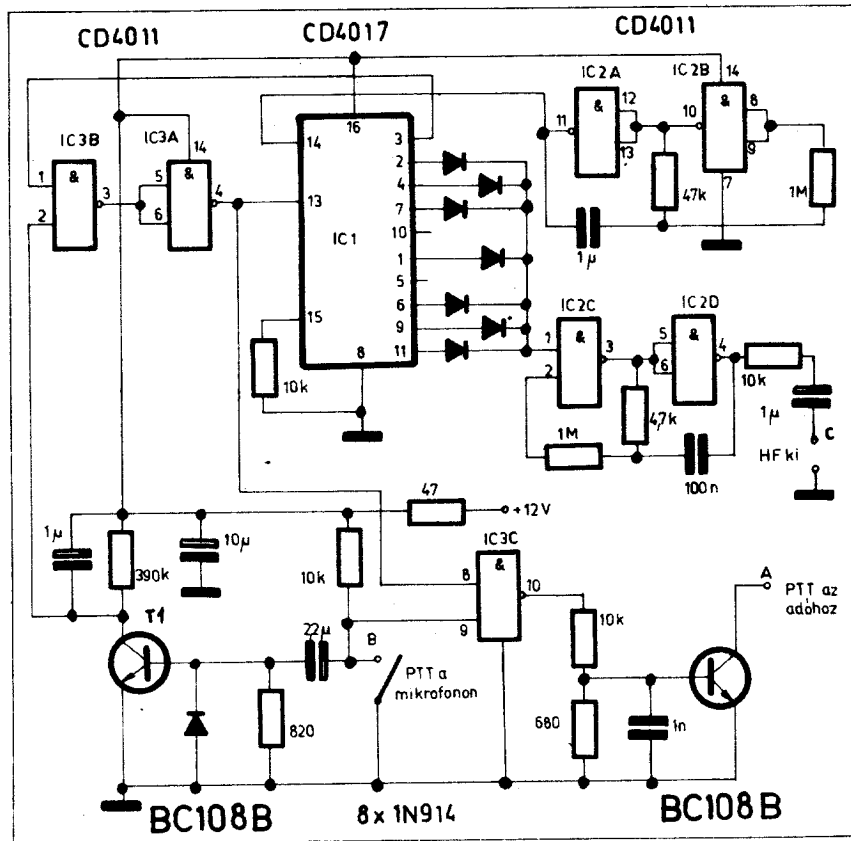 CD4011
CD4017
CD4011
IC3B
IC3A
IC2A
IC2B
14
16
14
14
3
2
4
7
10
1
5
6
9
11
13
15
8
IC1
1
2
&
3
5
6
&
4
11
&
12
13
10
&
8
9
7
47k
1M
1µ
10k
IC2C
IC2D
1
2
&
3
5
6
&
4
4,7k
1M
100n
10k
1µ
C
HF ki
47
+12V
1µ
390k
10µ
10k
IC3C
8
9
&
10
T1
22µ
B
PTT a
mikrofonon
820
10k
680
1n
A
PTT az
adóhoz
BC108B
8 x 1N914
BC108B